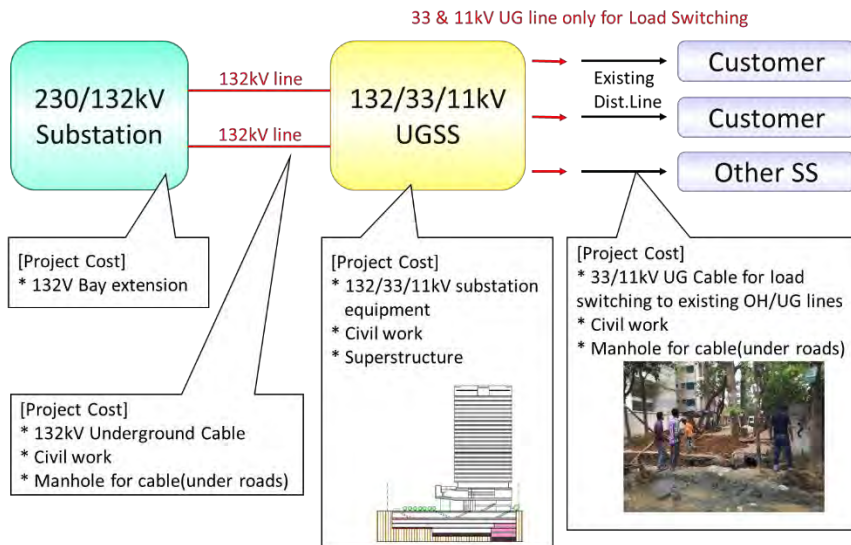 33 & 11kV UG line only for Load Switching
230/132kV
Substation
132kV line
132kV line
132/33/11kV
UGSS
Existing
Dist.Line
Customer
Customer
Other SS
[Project Cost]
* 132V Bay extension
[Project Cost]
* 132kV Underground Cable
* Civil work
* Manhole for cable(under roads)
[Project Cost]
* 132/33/11kV substation
equipment
* Civil work
* Superstructure
[Project Cost]
* 33/11kV UG Cable for load
switching to existing OH/UG lines
* Civil work
* Manhole for cable(under roads)